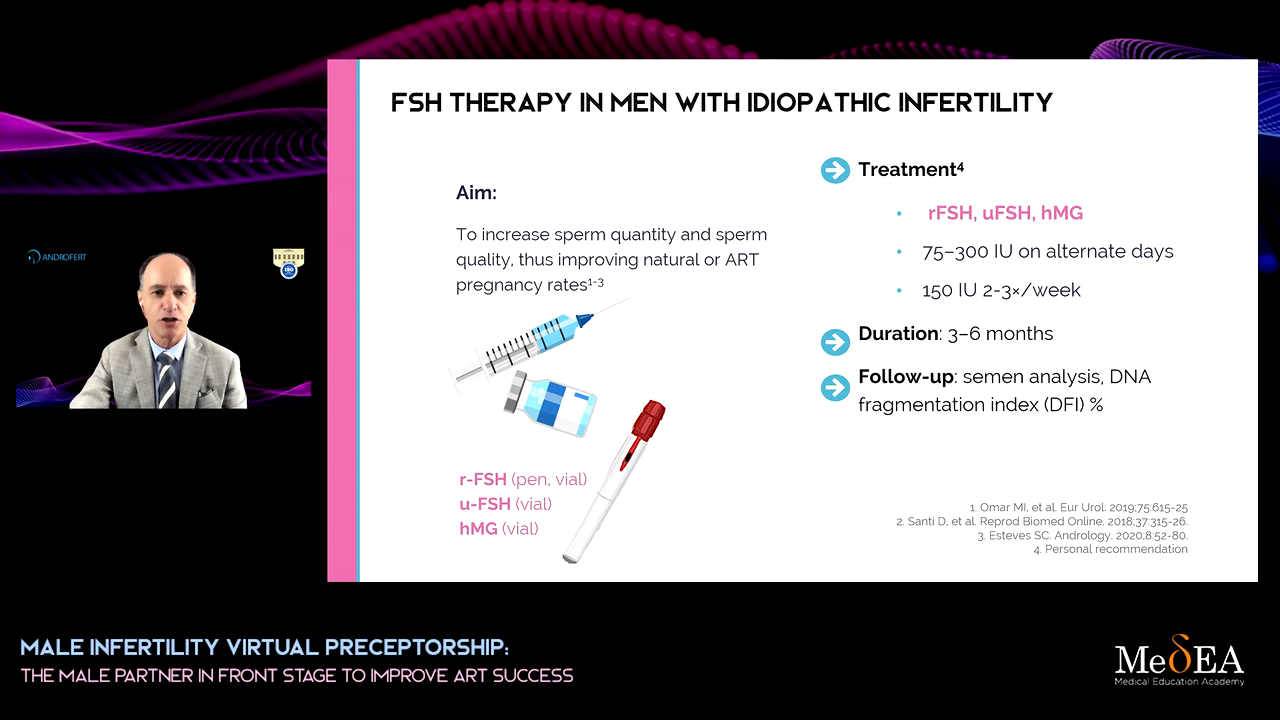 FSH THERAPY IN MEN WITH IDIOPATHIC INFERTILITY
Aim:
To increase sperm quantity and sperm
quality, thus improving natural or ART
pregnancy rates¹⁻³
r-FSH (pen, vial)
u-FSH (vial)
hMG (vial)
Treatment⁴
• rFSH, uFSH, hMG
• 75–300 IU on alternate days
• 150 IU 2-3×/week
Duration: 3–6 months
Follow-up: semen analysis, DNA
fragmentation index (DFI) %
1. Omar MI, et al. Eur Urol. 2019;75:615-25
2. Santi D, et al. Reprod Biomed Online. 2018;37:315-26.
3. Esteves SC. Andrology. 2020;8:52-80.
4. Personal recommendation
ANDROFERT
ISO
MALE INFERTILITY VIRTUAL PRECEPTORSHIP:
THE MALE PARTNER IN FRONT STAGE TO IMPROVE ART SUCCESS
MeδEA
Medical Education Academy